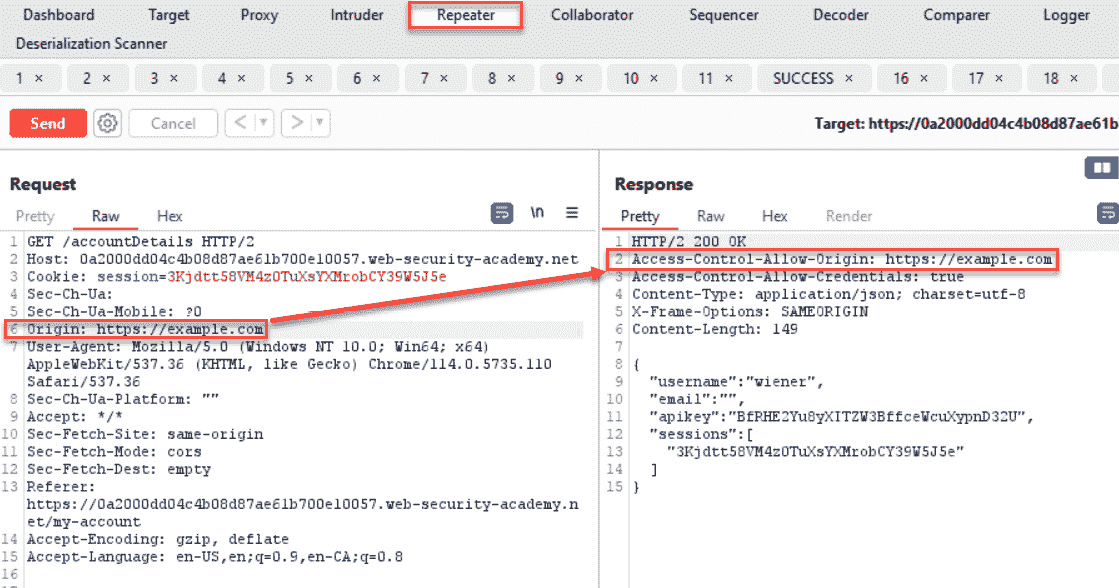 Dashboard Target Proxy Intruder Repeater Collaborator Sequencer Decoder Comparer Logger
Deserialization Scanner
1 × 2 × 3 × 4 × 5 × 6 × 7 × 8 × 9 × 10 × 11 × SUCCESS × 16 × 17 × 18 ×
Send Cancel < ▼ > ▼ Target: https://0a2000dd04c4b08d87ae61b
Request
Pretty Raw Hex \n
1 GET /accountDetails HTTP/2
2 Host: 0a2000dd04c4b08d87ae61b700e10057.web-security-academy.net
3 Cookie: session=3Kjdtt58VM4z0TuXsYXMrobCY39W5J5e
4 Sec-Ch-Ua:
5 Sec-Ch-Ua-Mobile: ?0
6 Origin: https://example.com
7 User-Agent: Mozilla/5.0 (Windows NT 10.0; Win64; x64)
AppleWebKit/537.36 (KHTML, like Gecko) Chrome/114.0.5735.110
Safari/537.36
8 Sec-Ch-Ua-Platform: ""
9 Accept: */*
10 Sec-Fetch-Site: same-origin
11 Sec-Fetch-Mode: cors
12 Sec-Fetch-Dest: empty
13 Referer:
https://0a2000dd04c4b08d87ae61b700e10057.web-security-academy.n
et/my-account
14 Accept-Encoding: gzip, deflate
15 Accept-Language: en-US,en;q=0.9,en-CA;q=0.8
16
Response
Pretty Raw Hex Render
1 HTTP/2 200 OK
2 Access-Control-Allow-Origin: https://example.com
3 Access-Control-Allow-Credentials: true
4 Content-Type: application/json; charset=utf-8
5 X-Frame-Options: SAMEORIGIN
6 Content-Length: 149
7
8 {
9 "username":"wiener",
10 "email":"",
11 "apikey":"BfRHE2Yu8yXITZW3BffceWcuXypnD32U",
12 "sessions":[
13 "3Kjdtt58VM4z0TuXsYXMrobCY39W5J5e"
14 ]
15 }